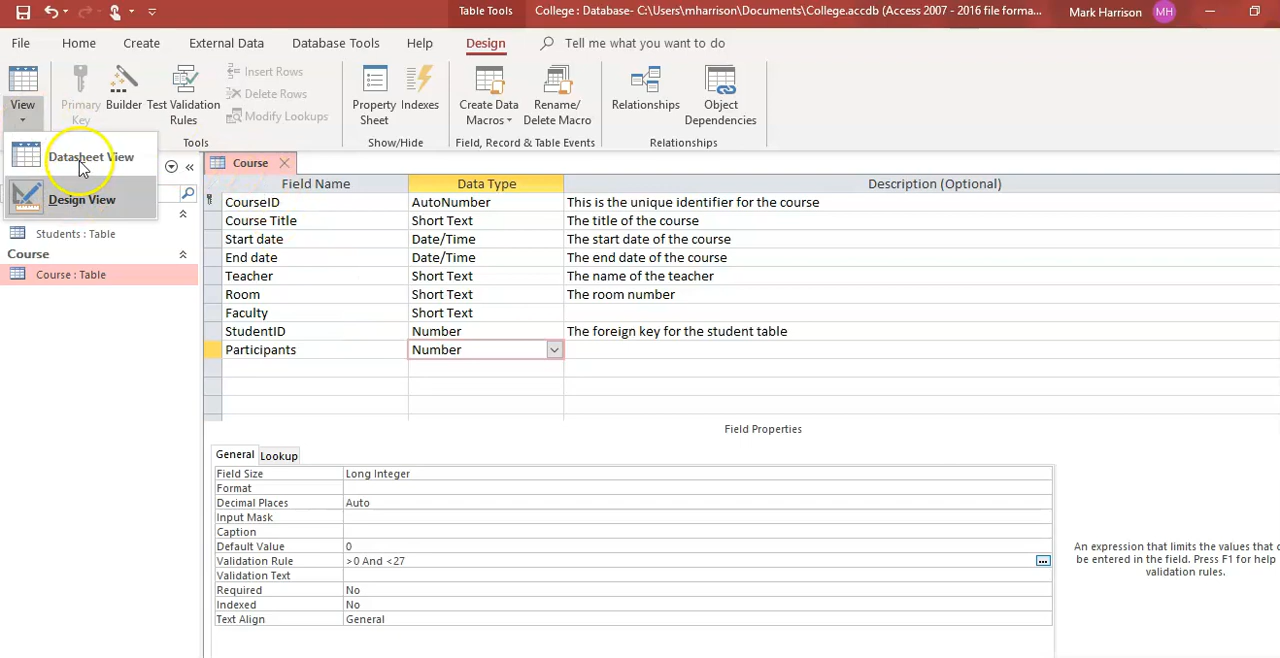 Table Tools College : Database- C:\Users\mharrison\Documents\College.accdb (Access 2007 - 2016 file forma... Mark Harrison MH
File Home Create External Data Database Tools Help Design Tell me what you want to do
View Primary Key Builder Test Validation Rules Insert Rows Delete Rows Modify Lookups Property Sheet Indexes Create Data Macros Rename/ Delete Macro Relationships Object Dependencies
Tools Show/Hide Field, Record & Table Events Relationships
Datasheet View
Design View
Students : Table
Course
Course : Table
Course
Field Name Data Type Description (Optional)
CourseID AutoNumber This is the unique identifier for the course
Course Title Short Text The title of the course
Start date Date/Time The start date of the course
End date Date/Time The end date of the course
Teacher Short Text The name of the teacher
Room Short Text The room number
Faculty Short Text
StudentID Number The foreign key for the student table
Participants Number
Field Properties
General Lookup
Field Size Long Integer
Format
Decimal Places Auto
Input Mask
Caption
Default Value 0
Validation Rule >0 And <27
Validation Text
Required No
Indexed No
Text Align General
An expression that limits the values that c
be entered in the field. Press F1 for help
validation rules.